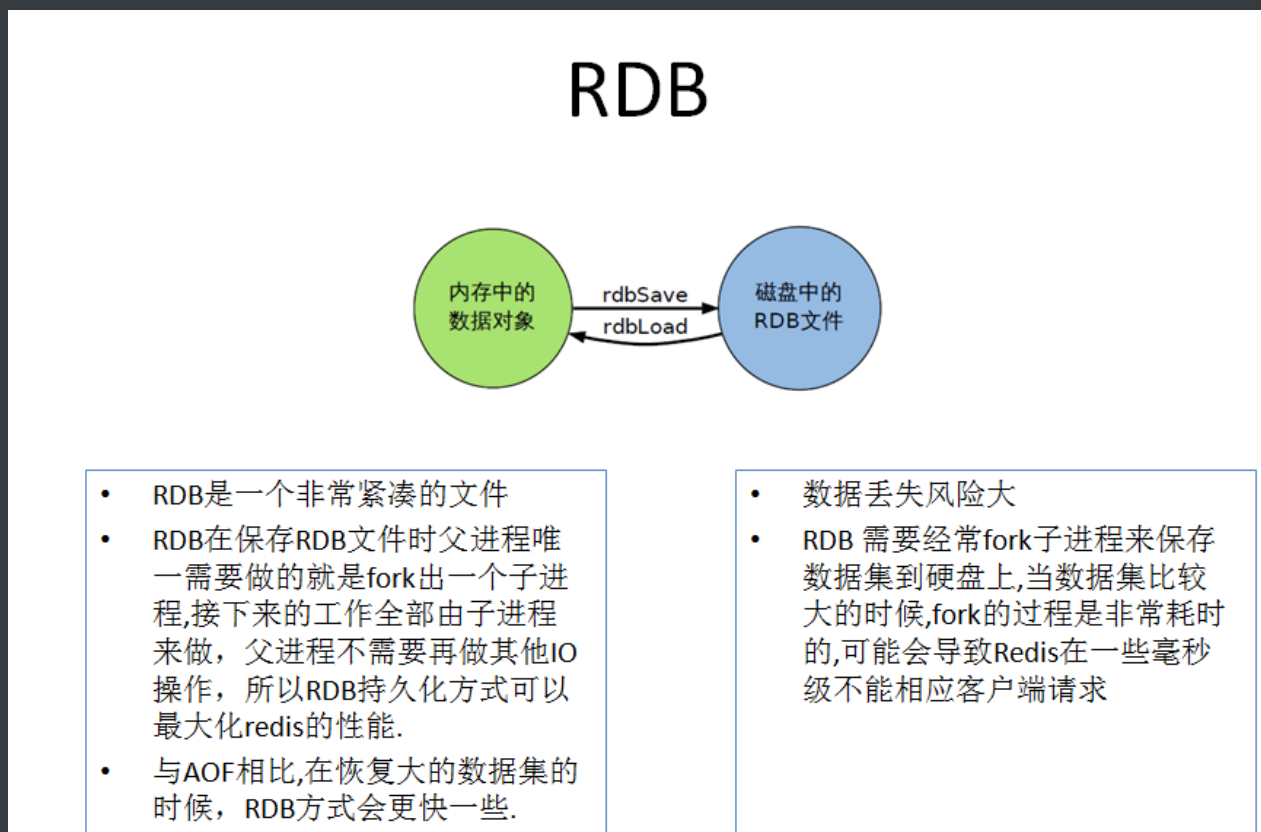 RDB
内存中的
数据对象
rdbSave
rdbLoad
磁盘中的
RDB文件
• RDB是一个非常紧凑的文件
• RDB在保存RDB文件时父进程唯
一需要做的就是fork出一个子进
程,接下来的工作全部由子进程
来做，父进程不需要再做其他IO
操作，所以RDB持久化方式可以
最大化redis的性能.
• 与AOF相比,在恢复大的数据集的
时候，RDB方式会更快一些.
• 数据丢失风险大
• RDB 需要经常fork子进程来保存
数据集到硬盘上,当数据集比较
大的时候,fork的过程是非常耗时
的,可能会导致Redis在一些毫秒
级不能相应客户端请求